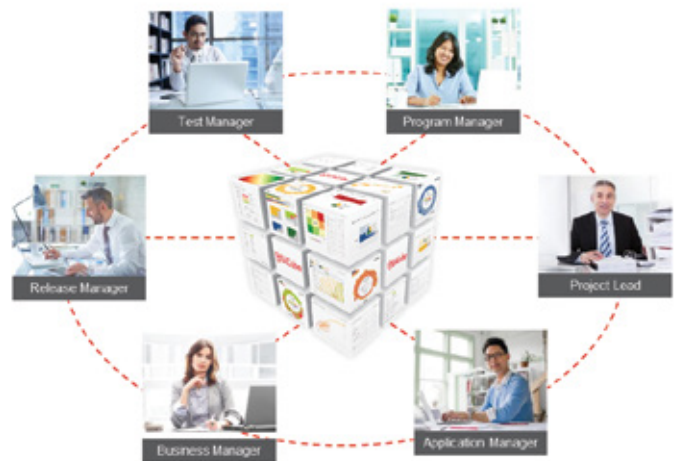 Test Manager
Program Manager
Release Manager
Project Lead
Business Manager
Application Manager